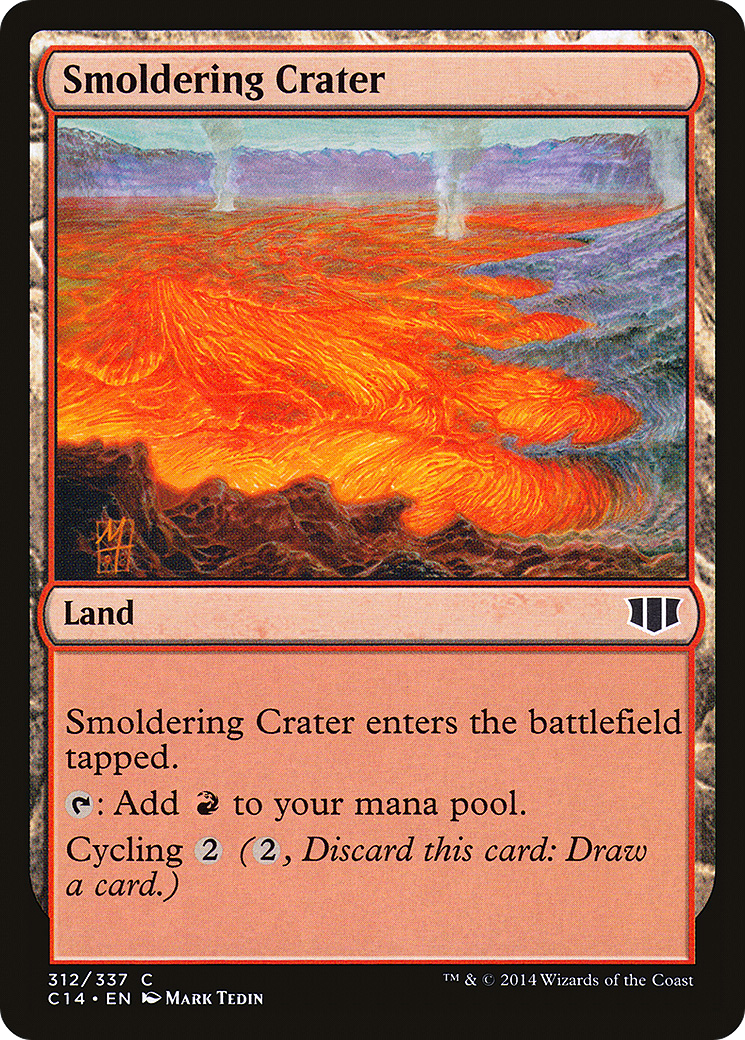 Smoldering Crater
Land
Smoldering Crater enters the battlefield
tapped.
: Add to your mana pool.
Cycling 2 (2, Discard this card: Draw
a card.)
312/337 C
C14 • EN Mark Tedin
™ & © 2014 Wizards of the Coast